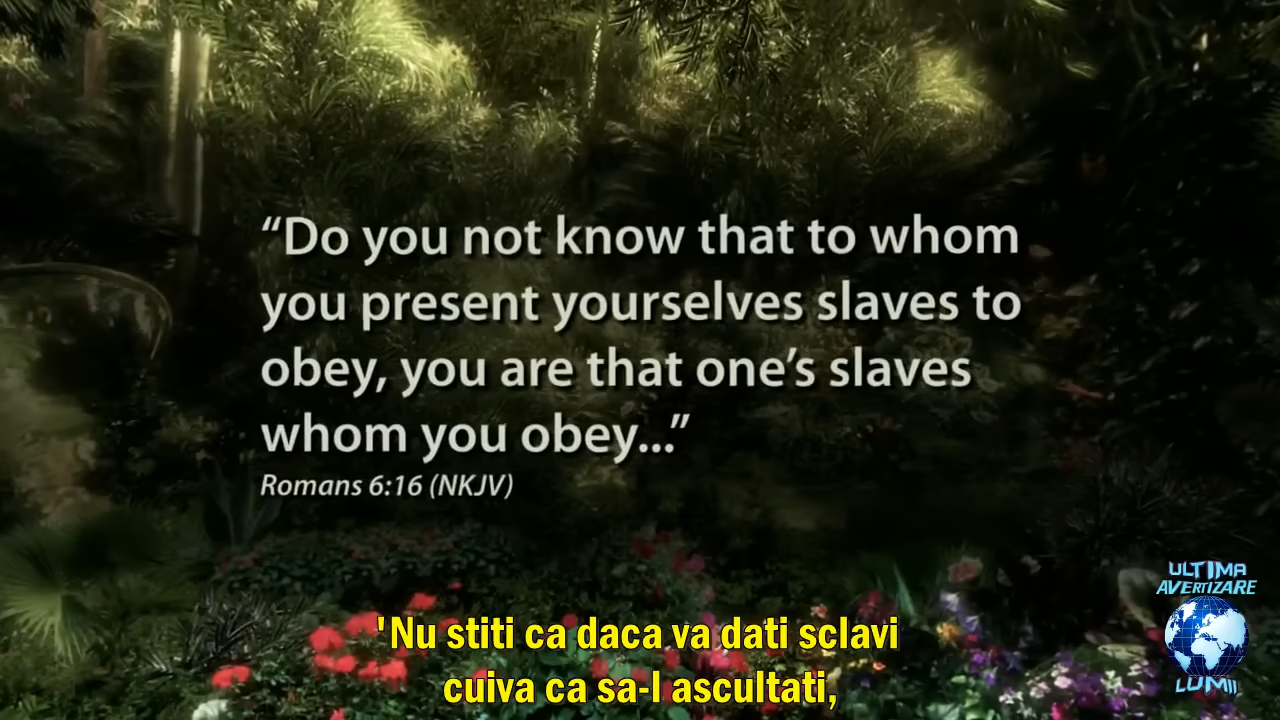 “Do you not know that to whom
you present yourselves slaves to
obey, you are that one’s slaves
whom you obey...”
Romans 6:16 (NKJV)
ULTIMA
AVERTIZARE
LUMII
'Nu stiti ca daca va dati sclavi
cuiva ca sa-l ascultati,